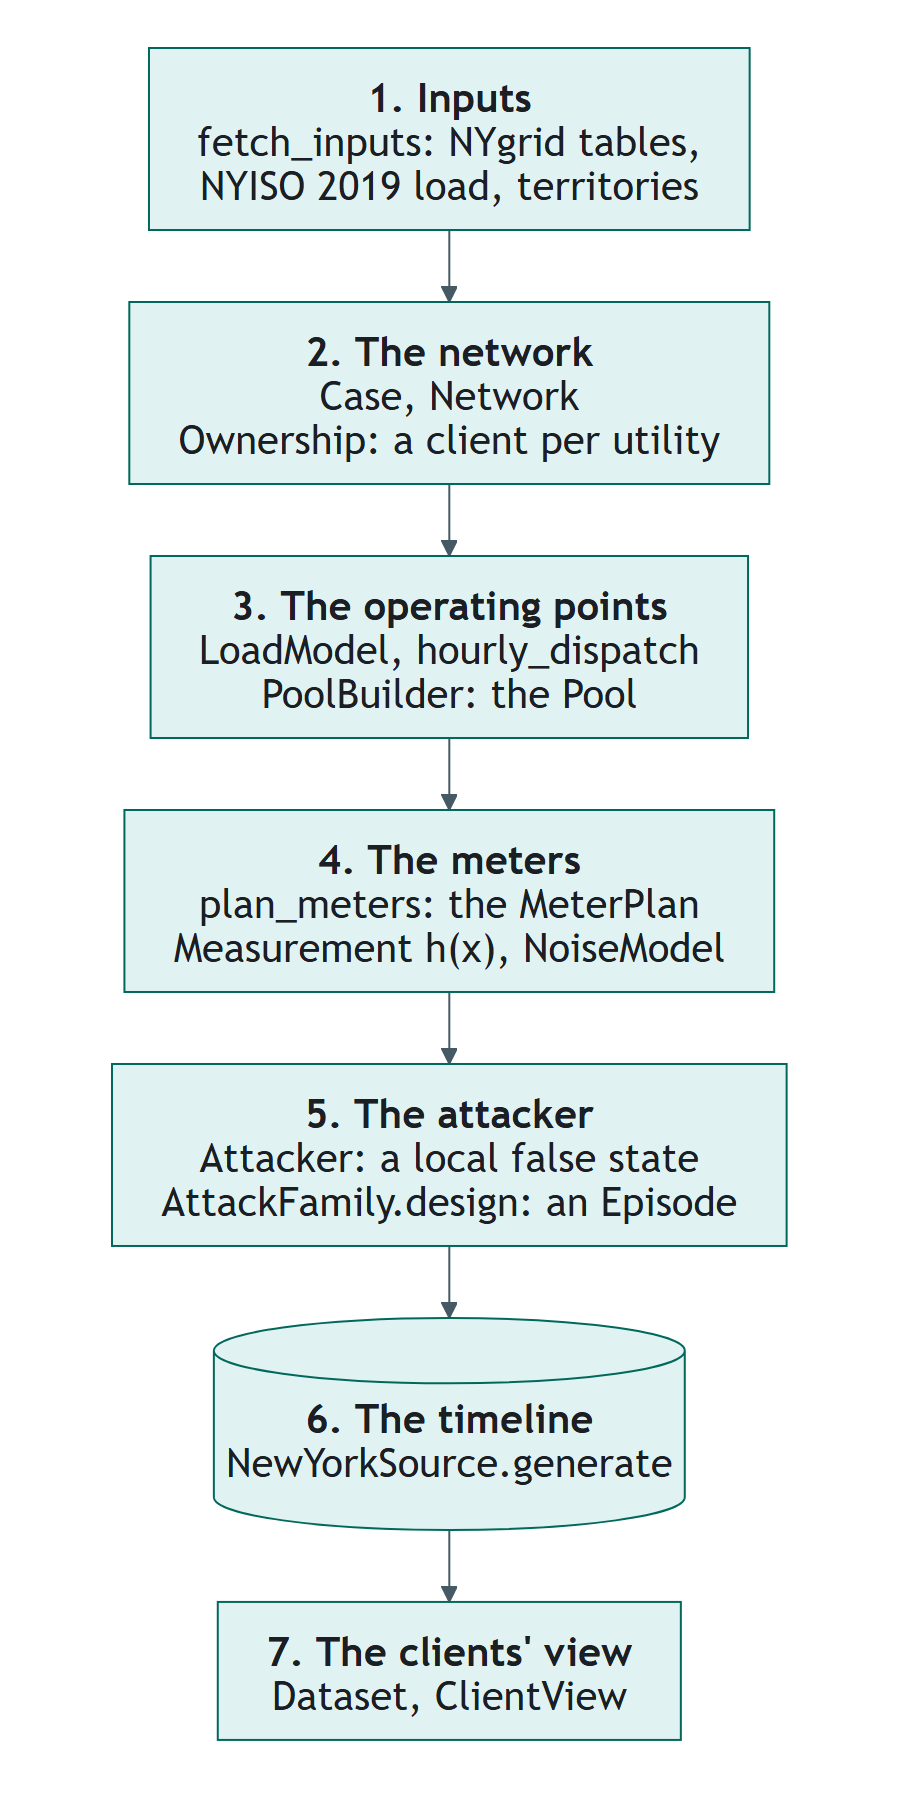 1. Inputs
fetch_inputs: NYgrid tables,
NYISO 2019 load, territories
2. The network
Case, Network
Ownership: a client per utility
3. The operating points
LoadModel, hourly_dispatch
PoolBuilder: the Pool
4. The meters
plan_meters: the MeterPlan
Measurement h(x), NoiseModel
5. The attacker
Attacker: a local false state
AttackFamily.design: an Episode
6. The timeline
NewYorkSource.generate
7. The clients' view
Dataset, ClientView